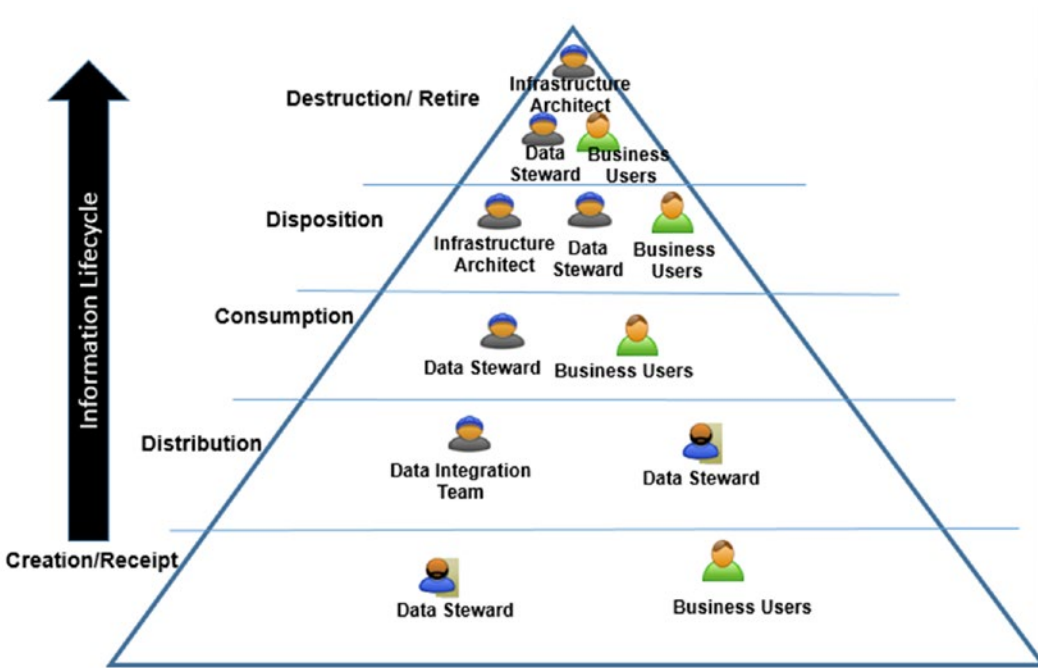 Information Lifecycle
Destruction/ Retire
Infrastructure
Architect
Data
Steward
Business
Users
Disposition
Infrastructure
Architect
Data
Steward
Business
Users
Consumption
Data Steward
Business Users
Distribution
Data Integration
Team
Data Steward
Creation/Receipt
Data Steward
Business Users